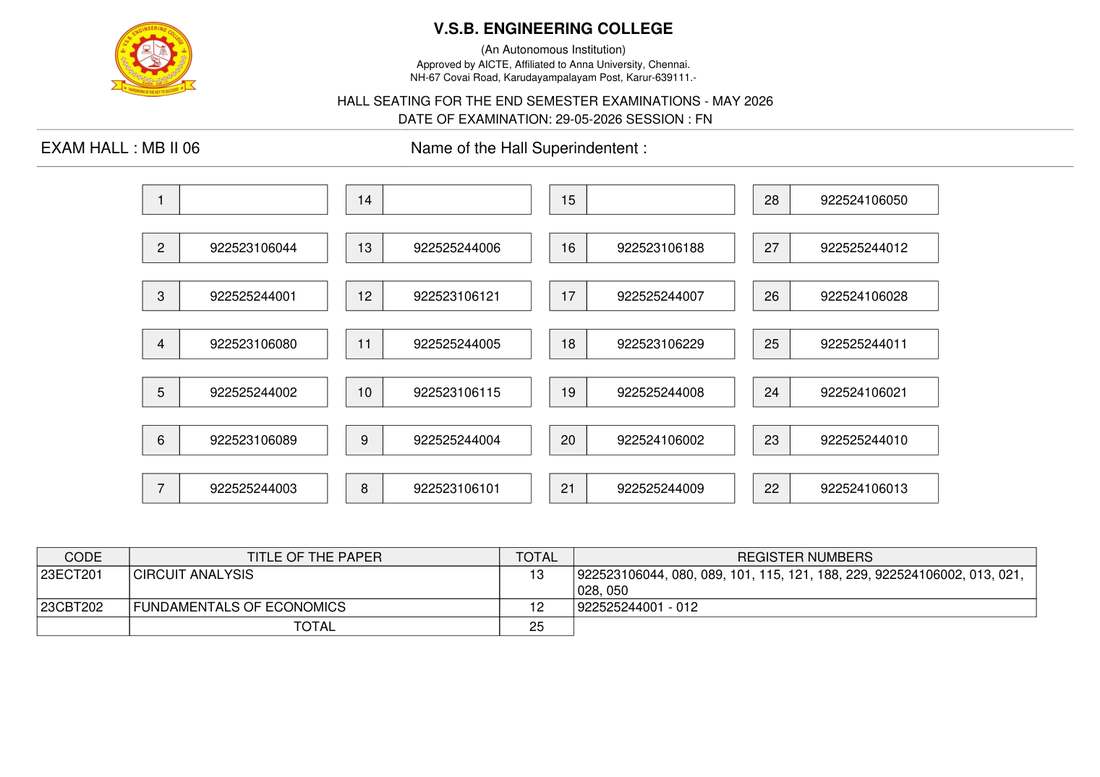 V.S.B. ENGINEERING COLLEGE
(An Autonomous Institution)
Approved by AICTE, Affiliated to Anna University, Chennai.
NH-67 Covai Road, Karudayampalayam Post, Karur-639111.-
HALL SEATING FOR THE END SEMESTER EXAMINATIONS - MAY 2026
DATE OF EXAMINATION: 29-05-2026 SESSION : FN
EXAM HALL : MB II 06 Name of the Hall Superindentent :
1 14 15 28 922524106050
2 922523106044 13 922525244006 16 922523106188 27 922525244012
3 922525244001 12 922523106121 17 922525244007 26 922524106028
4 922523106080 11 922525244005 18 922523106229 25 922525244011
5 922525244002 10 922523106115 19 922525244008 24 922524106021
6 922523106089 9 922525244004 20 922524106002 23 922525244010
7 922525244003 8 922523106101 21 922525244009 22 922524106013
CODE TITLE OF THE PAPER TOTAL REGISTER NUMBERS
23ECT201 CIRCUIT ANALYSIS 13 922523106044, 080, 089, 101, 115, 121, 188, 229, 922524106002, 013, 021,
028, 050
23CBT202 FUNDAMENTALS OF ECONOMICS 12 922525244001 - 012
TOTAL 25